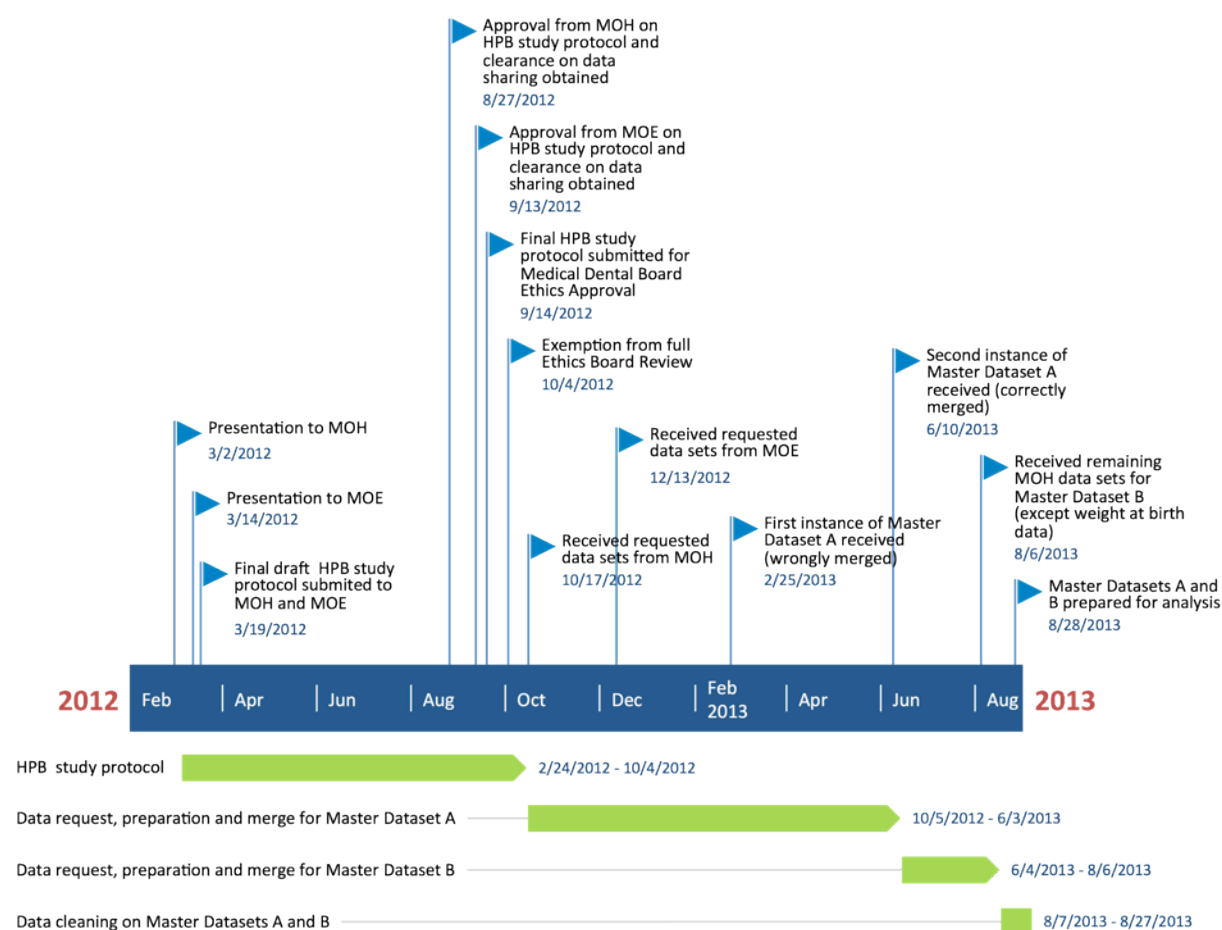 Approval from MOH on
HPB study protocol and
clearance on data
sharing obtained
8/27/2012
Approval from MOE on
HPB study protocol and
clearance on data
sharing obtained
9/13/2012
Final HPB study
protocol submitted for
Medical Dental Board
Ethics Approval
9/14/2012
Exemption from full
Ethics Board Review
10/4/2012
Second instance of
Master Dataset A
received (correctly
merged)
6/10/2013
Presentation to MOH
3/2/2012
Received requested
data sets from MOE
12/13/2012
Received remaining
MOH data sets for
Master Dataset B
(except weight at birth
data)
8/6/2013
Presentation to MOE
3/14/2012
First instance of Master
Dataset A received
(wrongly merged)
2/25/2013
Received requested
data sets from MOH
10/17/2012
Final draft HPB study
protocol submited to
MOH and MOE
3/19/2012
Master Datasets A and
B prepared for analysis
8/28/2013
2012 Feb Apr Jun Aug Oct Dec Feb 2013 Apr Jun Aug 2013
HPB study protocol 2/24/2012 - 10/4/2012
Data request, preparation and merge for Master Dataset A 10/5/2012 - 6/3/2013
Data request, preparation and merge for Master Dataset B 6/4/2013 - 8/6/2013
Data cleaning on Master Datasets A and B 8/7/2013 - 8/27/2013